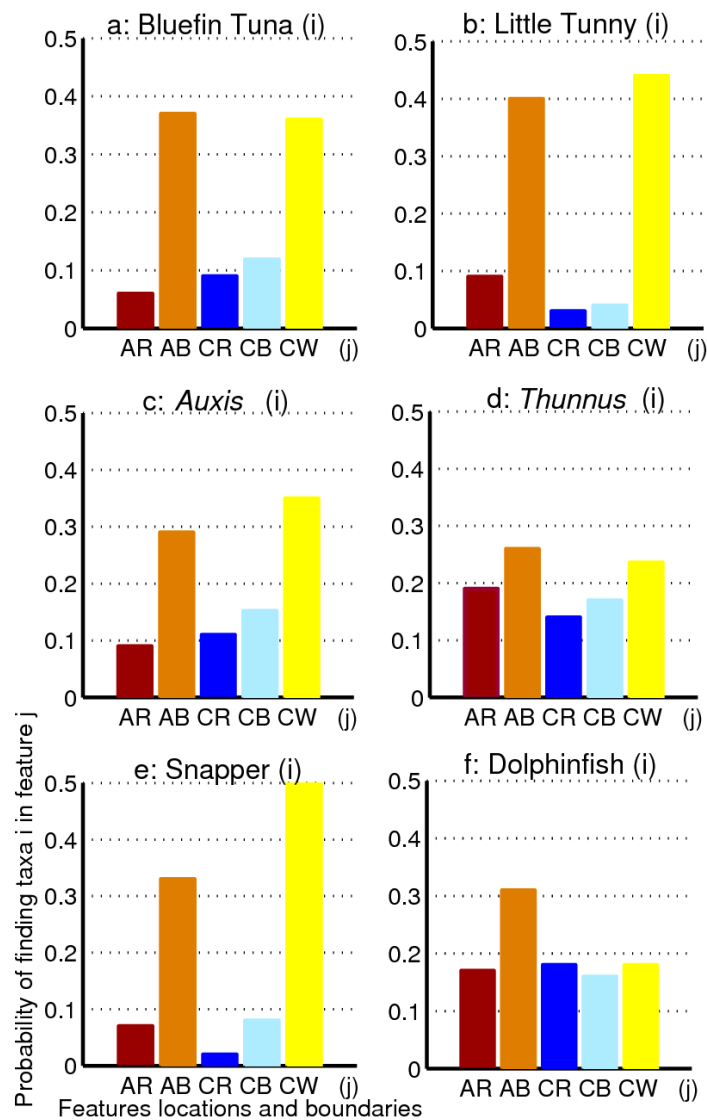 a: Bluefin Tuna (i)
0.5
0.4
0.3
0.2
0.1
0
AR AB CR CB CW (j)
b: Little Tunny (i)
0.5
0.4
0.3
0.2
0.1
0
AR AB CR CB CW (j)
c: Auxis (i)
0.5
0.4
0.3
0.2
0.1
0
AR AB CR CB CW (j)
d: Thunnus (i)
0.5
0.4
0.3
0.2
0.1
0
AR AB CR CB CW (j)
e: Snapper (i)
0.5
0.4
0.3
0.2
0.1
0
AR AB CR CB CW (j)
f: Dolphinfish (i)
0.5
0.4
0.3
0.2
0.1
0
AR AB CR CB CW (j)
Probability of finding taxa i in feature j
Features locations and boundaries